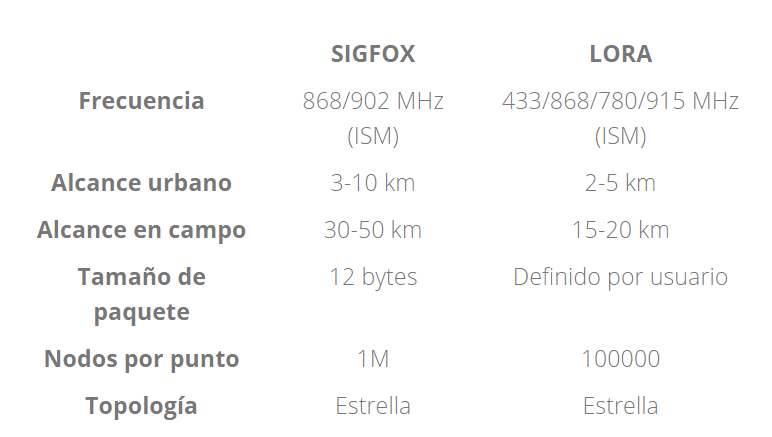 SIGFOX LORA
Frecuencia 868/902 MHz 433/868/780/915 MHz
(ISM) (ISM)
Alcance urbano 3-10 km 2-5 km
Alcance en campo 30-50 km 15-20 km
Tamaño de 12 bytes Definido por usuario
paquete
Nodos por punto 1M 100000
Topología Estrella Estrella